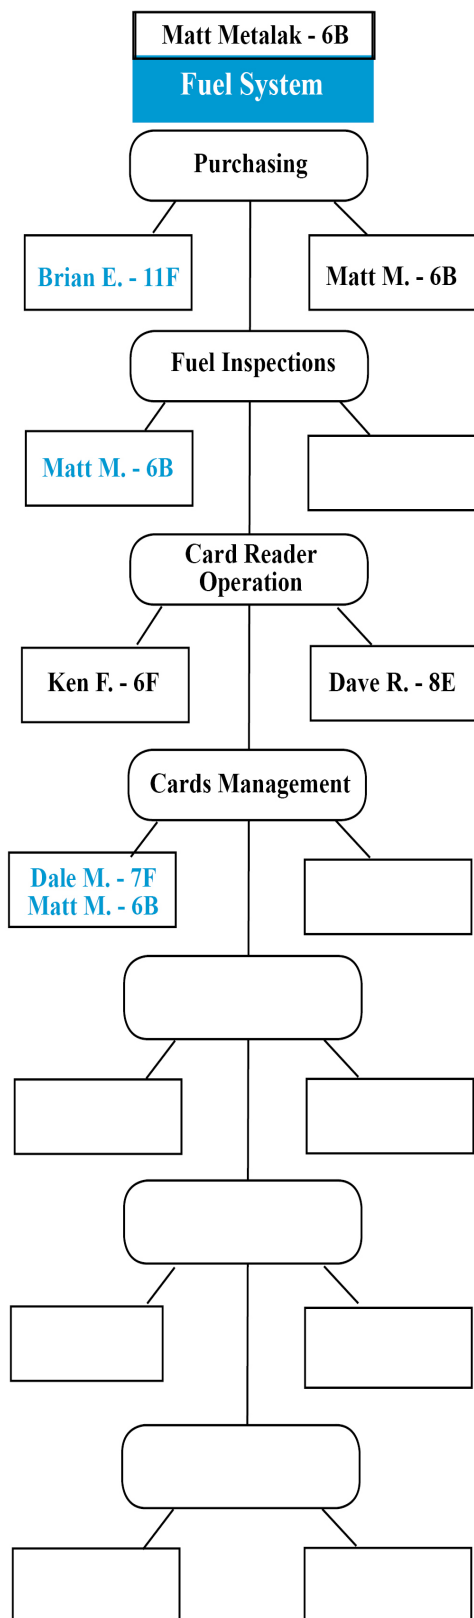 Matt Metalak - 6B
Fuel System
Purchasing
Brian E. - 11F
Matt M. - 6B
Fuel Inspections
Matt M. - 6B
Card Reader
Operation
Ken F. - 6F
Dave R. - 8E
Cards Management
Dale M. - 7F
Matt M. - 6B